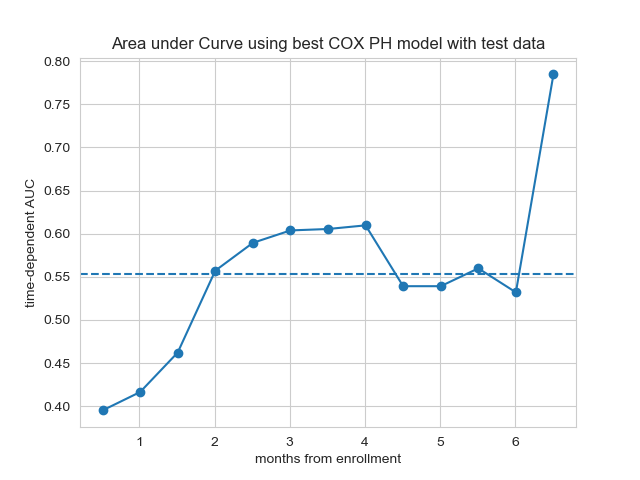 Area under Curve using best COX PH model with test data
time-dependent AUC
0.80
0.75
0.70
0.65
0.60
0.55
0.50
0.45
0.40
1 2 3 4 5 6
months from enrollment